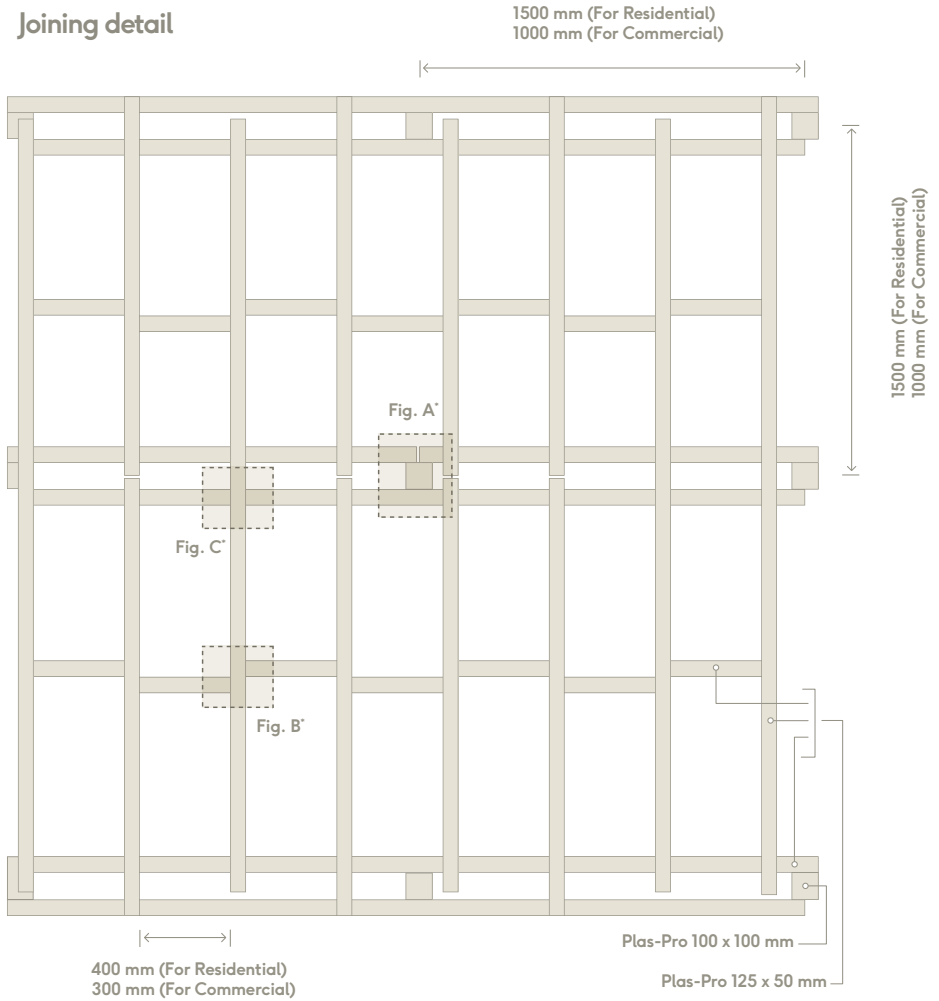 Joining detail
1500 mm (For Residential)
1000 mm (For Commercial)
1500 mm (For Residential)
1000 mm (For Commercial)
Fig. A*
Fig. C*
Fig. B*
Plas-Pro 100 x 100 mm
Plas-Pro 125 x 50 mm
400 mm (For Residential)
300 mm (For Commercial)